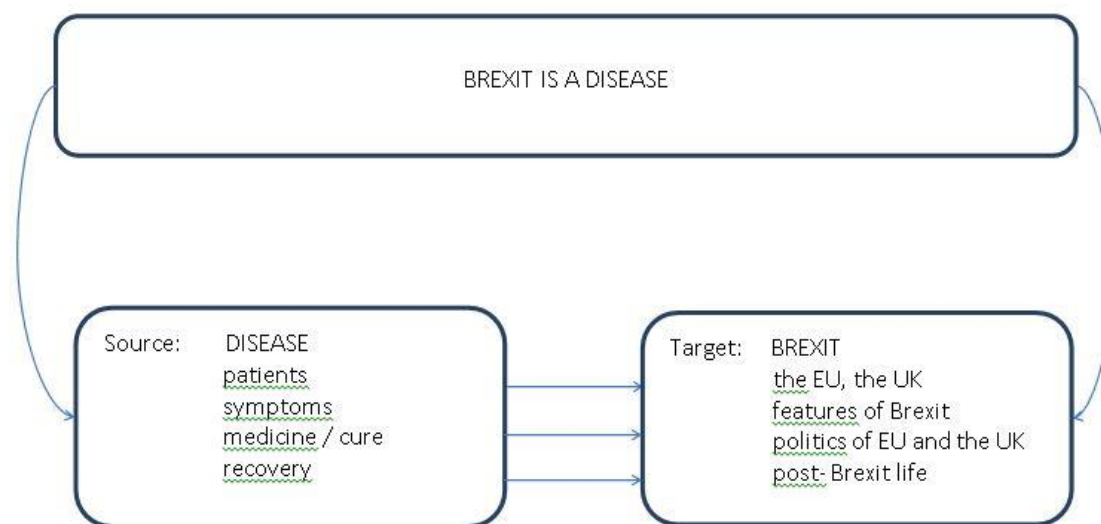 BREXIT IS A DISEASE
Source: DISEASE
patients
symptoms
medicine / cure
recovery
Target: BREXIT
the EU, the UK
features of Brexit
politics of EU and the UK
post- Brexit life